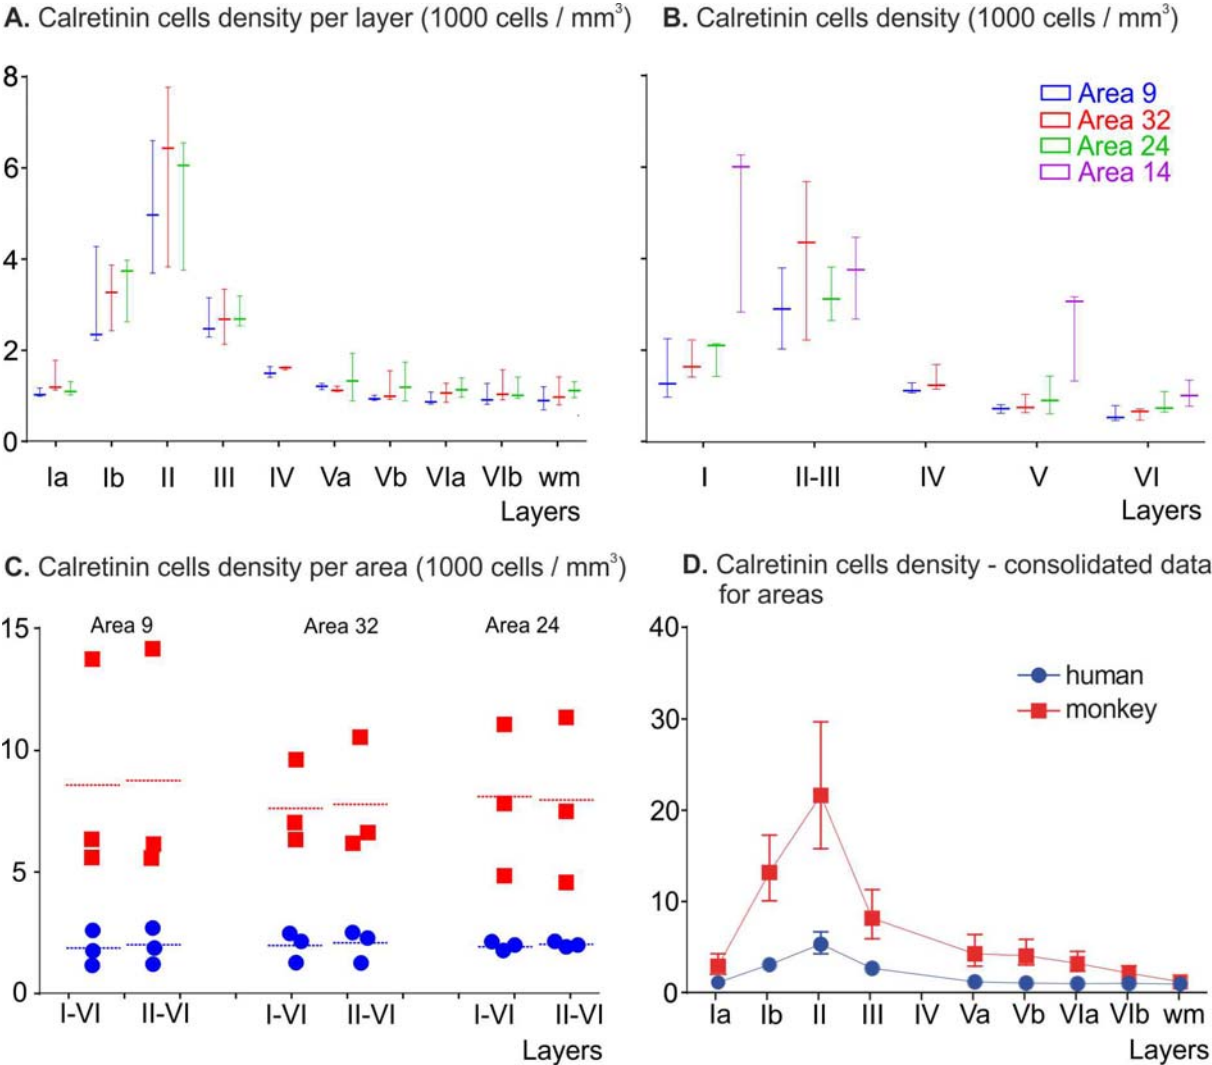 A. Calretinin cells density per layer (1000 cells / mm³)
8
6
4
2
0
Ia Ib II III IV Va Vb VIa VIb wm
Layers
B. Calretinin cells density (1000 cells / mm³)
Area 9
Area 32
Area 24
Area 14
I II-III IV V VI
Layers
C. Calretinin cells density per area (1000 cells / mm³)
Area 9 Area 32 Area 24
15
10
5
0
I-VI II-VI I-VI II-VI I-VI II-VI
Layers
D. Calretinin cells density - consolidated data
for areas
40
30
20
10
0
human
monkey
Ia Ib II III IV Va Vb VIa VIb wm
Layers